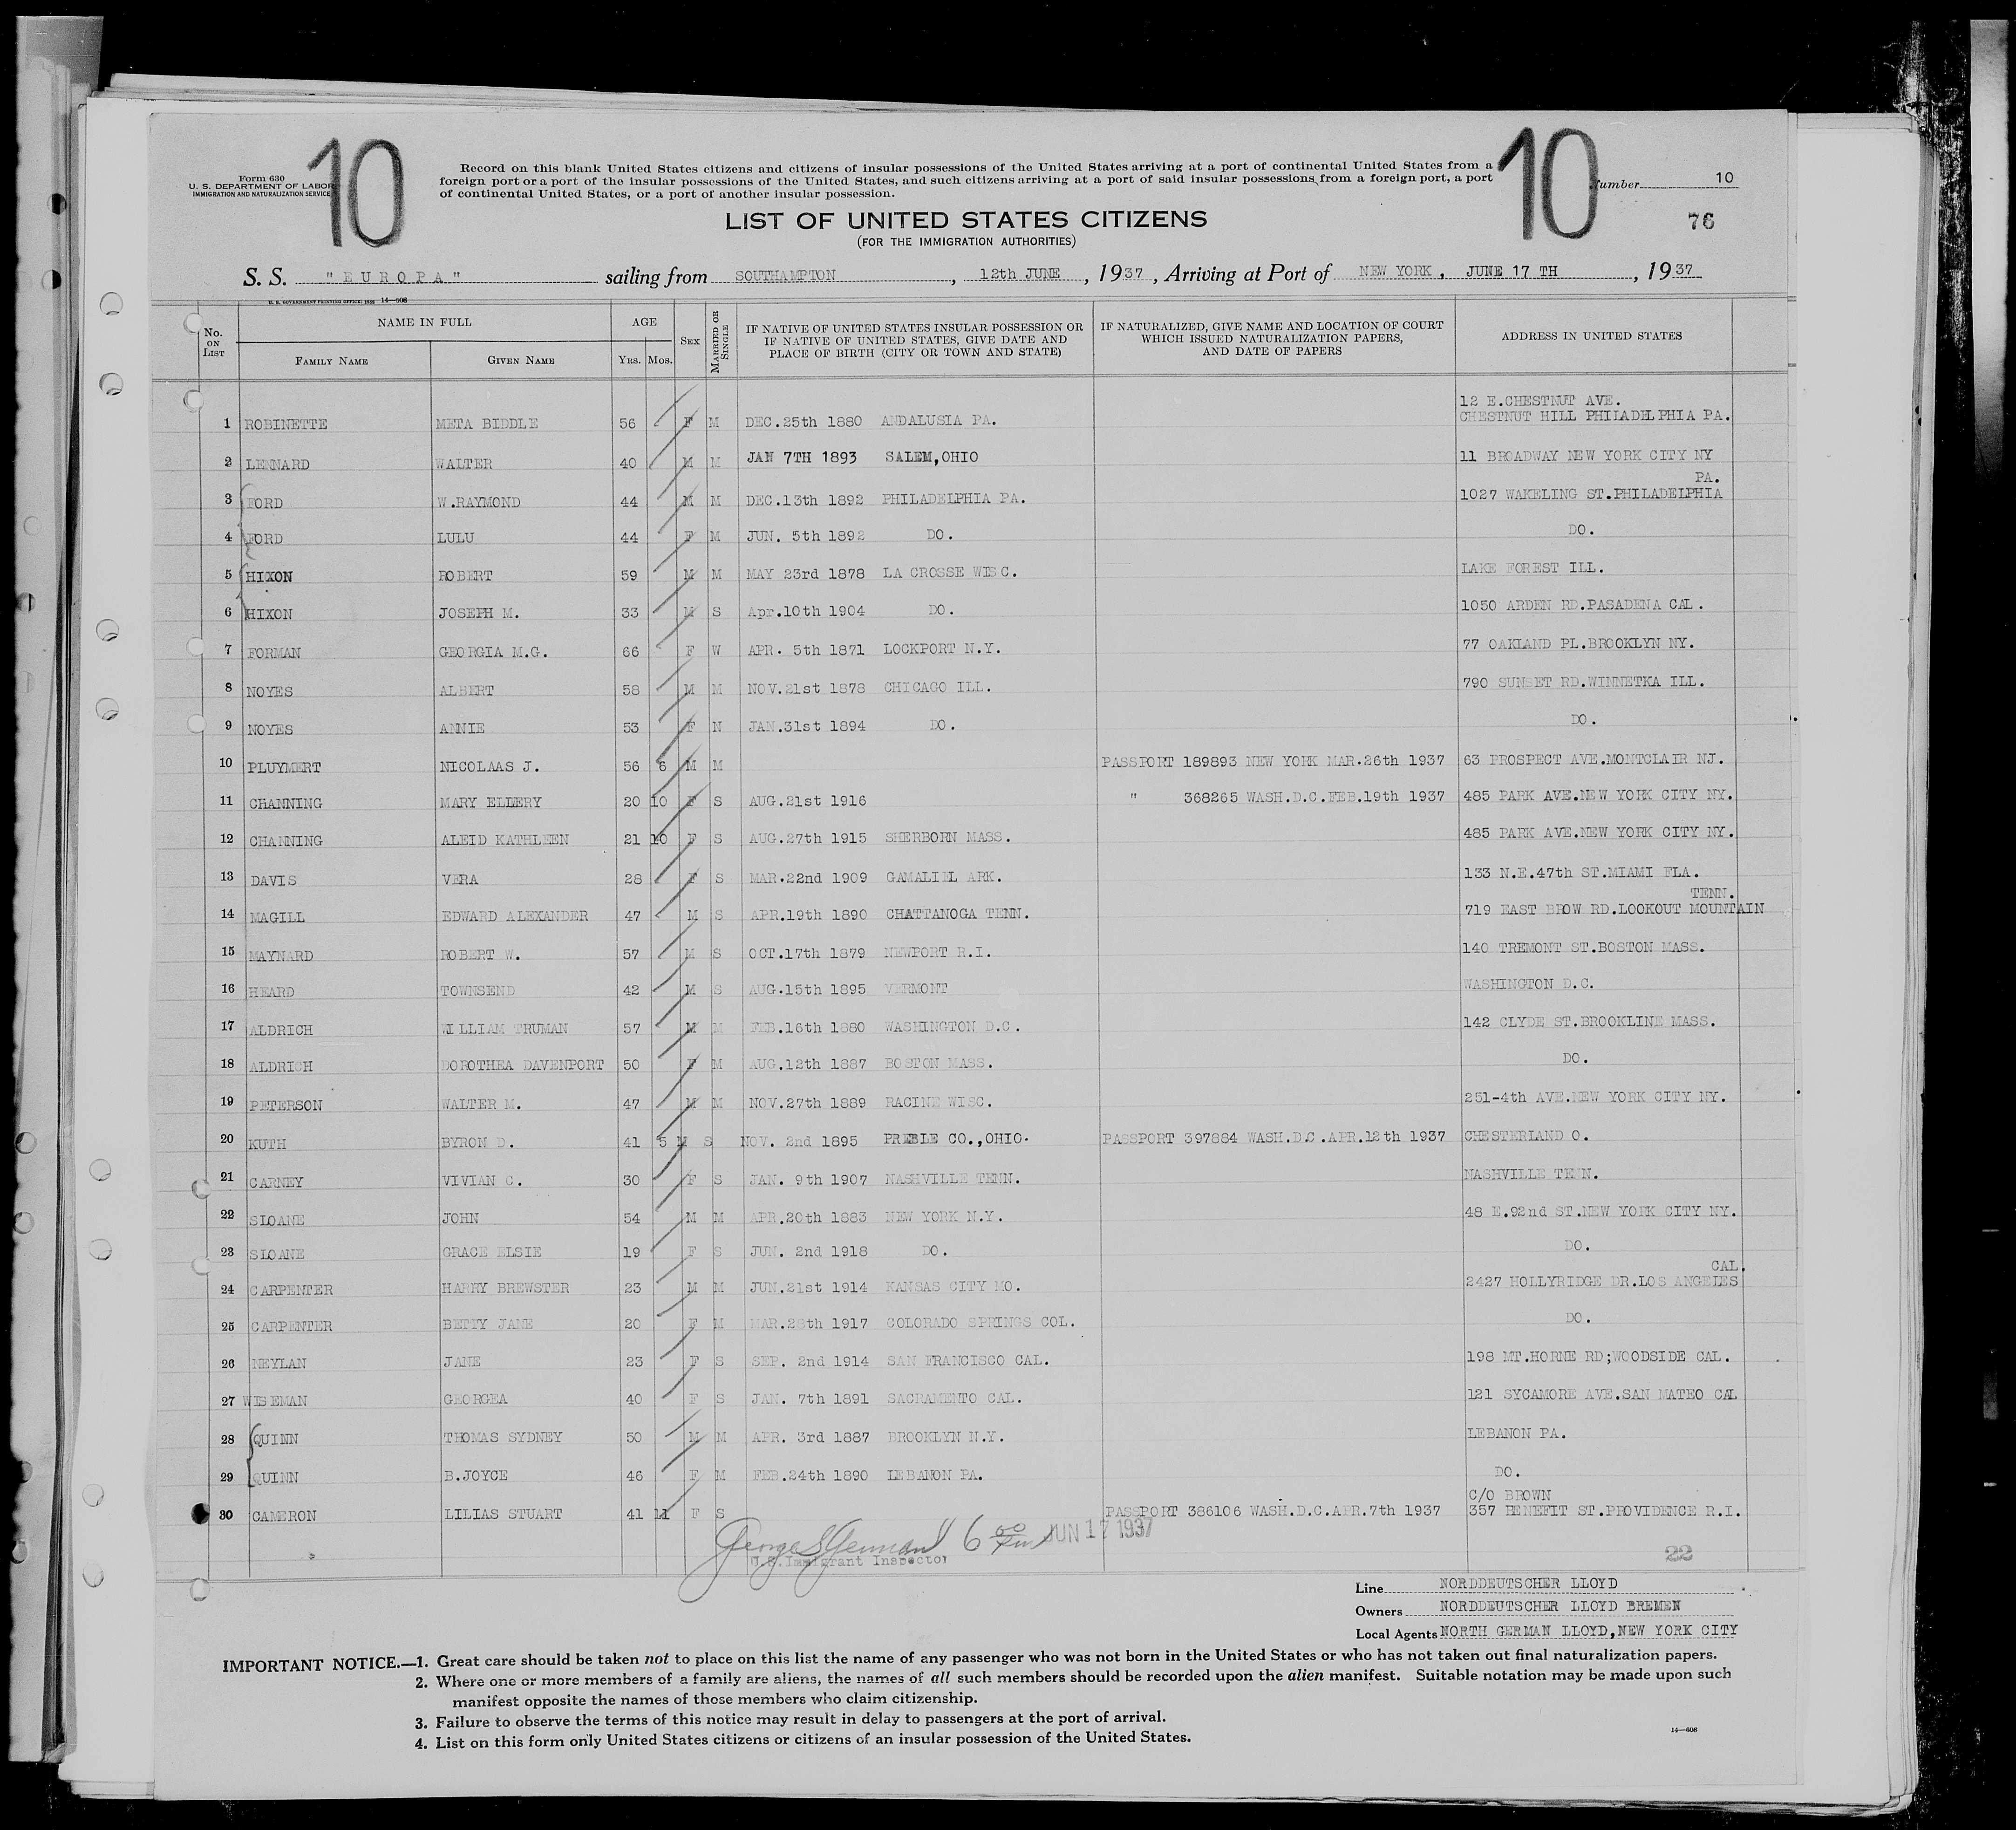 10
10
Form 630
U. S. DEPARTMENT OF LABOR
IMMIGRATION AND NATURALIZATION SERVICE
Record on this blank United States citizens and citizens of insular possessions of the United States arriving at a port of continental United States from a
foreign port or a port of the insular possessions of the United States, and such citizens arriving at a port of said insular possessions from a foreign port, a port
of continental United States, or a port of another insular possession.
umber 10
LIST OF UNITED STATES CITIZENS
(FOR THE IMMIGRATION AUTHORITIES)
76
S. S. "EUROPA" sailing from SOUTHAMPTON, 12th JUNE, 1937, Arriving at Port of NEW YORK, JUNE 17 TH, 1937
U. S. GOVERNMENT PRINTING OFFICE: 14—608
No. ON LIST NAME IN FULL FAMILY NAME GIVEN NAME AGE YRS. MOS. SEX MARRIED OR SINGLE IF NATIVE OF UNITED STATES INSULAR POSSESSION OR IF NATIVE OF UNITED STATES, GIVE DATE AND PLACE OF BIRTH (CITY OR TOWN AND STATE) IF NATURALIZED, GIVE NAME AND LOCATION OF COURT WHICH ISSUED NATURALIZATION PAPERS, AND DATE OF PAPERS ADDRESS IN UNITED STATES
12 E.CHESTNUT AVE.
1 ROBINETTE META BIDDLE 56 F M DEC.25th 1880 ANDALUSIA PA. CHESTNUT HILL PHILADELPHIA PA.
2 LENNARD WALTER 40 M M JAN 7TH 1893 SALEM,OHIO 11 BROADWAY NEW YORK CITY NY
PA.
3 FORD W.RAYMOND 44 M M DEC.13th 1892 PHILADELPHIA PA. 1027 WAKELING ST.PHILADELPHIA
4 FORD LULU 44 F M JUN. 5th 1892 DO. DO.
5 HIXON ROBERT 59 M M MAY 23rd 1878 LA CROSSE WISC. LAKE FOREST ILL.
6 HIXON JOSEPH M. 33 M S Apr.10th 1904 DO. 1050 ARDEN RD.PASADENA CAL.
7 FORMAN GEORGIA M.G. 66 F W APR. 5th 1871 LOCKPORT N.Y. 77 OAKLAND PL.BROOKLYN NY.
8 NOYES ALBERT 58 M M NOV.21st 1878 CHICAGO ILL. 790 SUNSET RD.WINNETKA ILL.
9 NOYES ANNIE 53 F N JAN.31st 1894 DO. DO.
10 PLUYMERT NICOLAAS J. 56 6 M M PASSPORT 189893 NEW YORK MAR.26th 1937 63 PROSPECT AVE.MONTCLAIR NJ.
11 CHANNING MARY ELLERY 20 10 F S AUG.21st 1916 " 368265 WASH.D.C.FEB.19th 1937 485 PARK AVE.NEW YORK CITY NY.
12 CHANNING ALEID KATHLEEN 21 10 F S AUG.27th 1915 SHERBORN MASS. 485 PARK AVE.NEW YORK CITY NY.
13 DAVIS VERA 28 F S MAR.22nd 1909 GAMALIEL ARK. 133 N.E.47th ST.MIAMI FLA.
TENN.
14 MAGILL EDWARD ALEXANDER 47 M S APR.19th 1890 CHATTANOGA TENN. 719 EAST BROW RD.LOOKOUT MOUNTAIN
15 MAYNARD ROBERT W. 57 M S OCT.17th 1879 NEWPORT R.I. 140 TREMONT ST.BOSTON MASS.
16 HEARD TOWNSEND 42 M S AUG.15th 1895 VERMONT WASHINGTON D.C.
17 ALDRICH WILLIAM TRUMAN 57 M M FEB.16th 1880 WASHINGTON D.C. 142 CLYDE ST.BROOKLINE MASS.
18 ALDRICH DOROTHEA DAVENPORT 50 F M AUG.12th 1887 BOSTON MASS. DO.
19 PETERSON WALTER M. 47 M M NOV.27th 1889 RACINE WISC. 251-4th AVE.NEW YORK CITY NY.
20 KUTH BYRON D. 41 5 M S NOV. 2nd 1895 PREBLE CO.,OHIO. PASSPORT 397884 WASH.D.C.APR.12th 1937 CHESTERLAND O.
21 CARNEY VIVIAN C. 30 F S JAN. 9th 1907 NASHVILLE TENN. NASHVILLE TENN.
22 SLOANE JOHN 54 M M APR.20th 1883 NEW YORK N.Y. 48 E.92nd ST.NEW YORK CITY NY.
23 SLOANE GRACE ELSIE 19 F S JUN. 2nd 1918 DO. DO.
CAL.
24 CARPENTER HARRY BREWSTER 23 M M JUN.21st 1914 KANSAS CITY MO. 2427 HOLLYRIDGE DR.LOS ANGELES
25 CARPENTER BETTY JANE 20 F M MAR.28th 1917 COLORADO SPRINGS COL. DO.
26 NEYLAN JANE 23 F S SEP. 2nd 1914 SAN FRANCISCO CAL. 198 MT.HORNE RD;WOODSIDE CAL.
27 WISEMAN GEORGEA 40 F S JAN. 7th 1891 SACRAMENTO CAL. 121 SYCAMORE AVE.SAN MATEO CAL
28 QUINN THOMAS SYDNEY 50 M M APR. 3rd 1887 BROOKLYN N.Y. LEBANON PA.
29 QUINN B.JOYCE 46 F M FEB.24th 1890 LEBANON PA. DO.
C/O BROWN
30 CAMERON LILIAS STUART 41 11 F S PASSPORT 386106 WASH.D.C.APR.7th 1937 357 BENEFIT ST.PROVIDENCE R.I.
George 6 00 JUN 17 1937
U.S.Immigrant Inspector
22
Line NORDDEUTSCHER LLOYD
Owners NORDDEUTSCHER LLOYD BREMEN
Local Agents NORTH GERMAN LLOYD,NEW YORK CITY
IMPORTANT NOTICE.—1. Great care should be taken not to place on this list the name of any passenger who was not born in the United States or who has not taken out final naturalization papers.
2. Where one or more members of a family are aliens, the names of all such members should be recorded upon the alien manifest. Suitable notation may be made upon such
manifest opposite the names of those members who claim citizenship.
3. Failure to observe the terms of this notice may result in delay to passengers at the port of arrival.
4. List on this form only United States citizens or citizens of an insular possession of the United States.
14—608